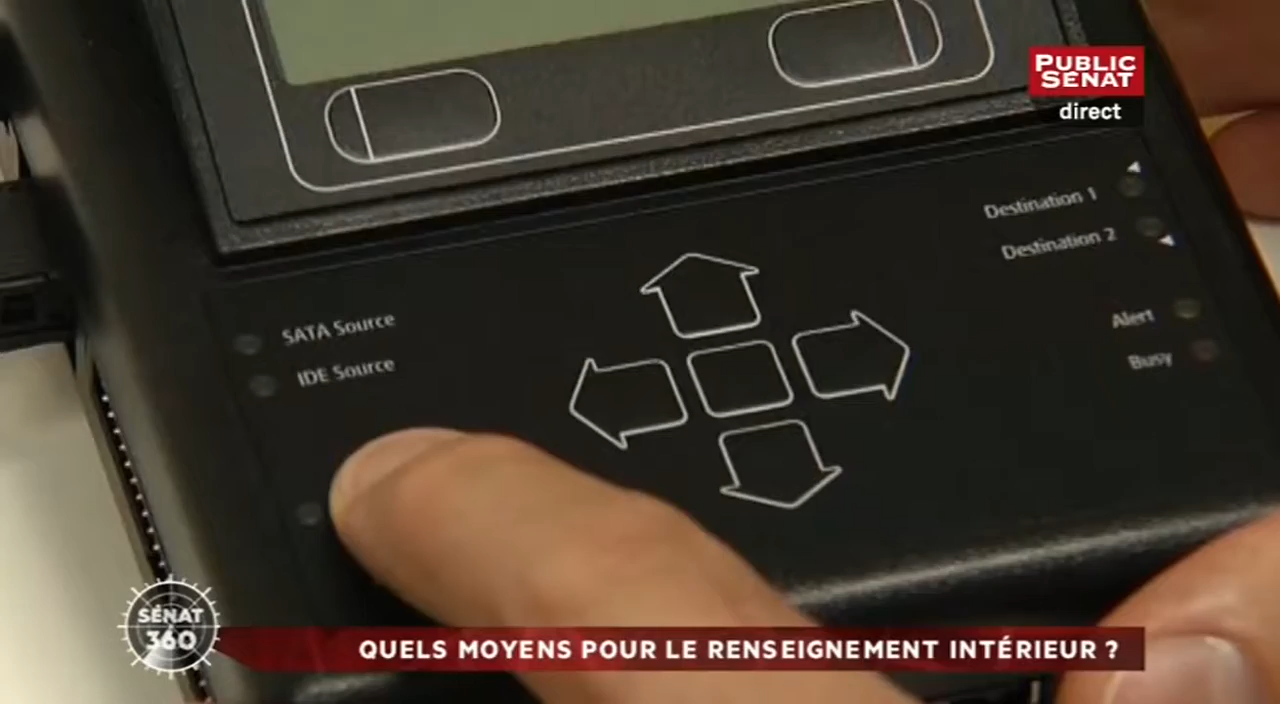 PUBLIC
SÉNAT
direct
Destination 1
Destination 2
SATA Source
IDE Source
Alert
Busy
SÉNAT
360
QUELS MOYENS POUR LE RENSEIGNEMENT INTÉRIEUR ?